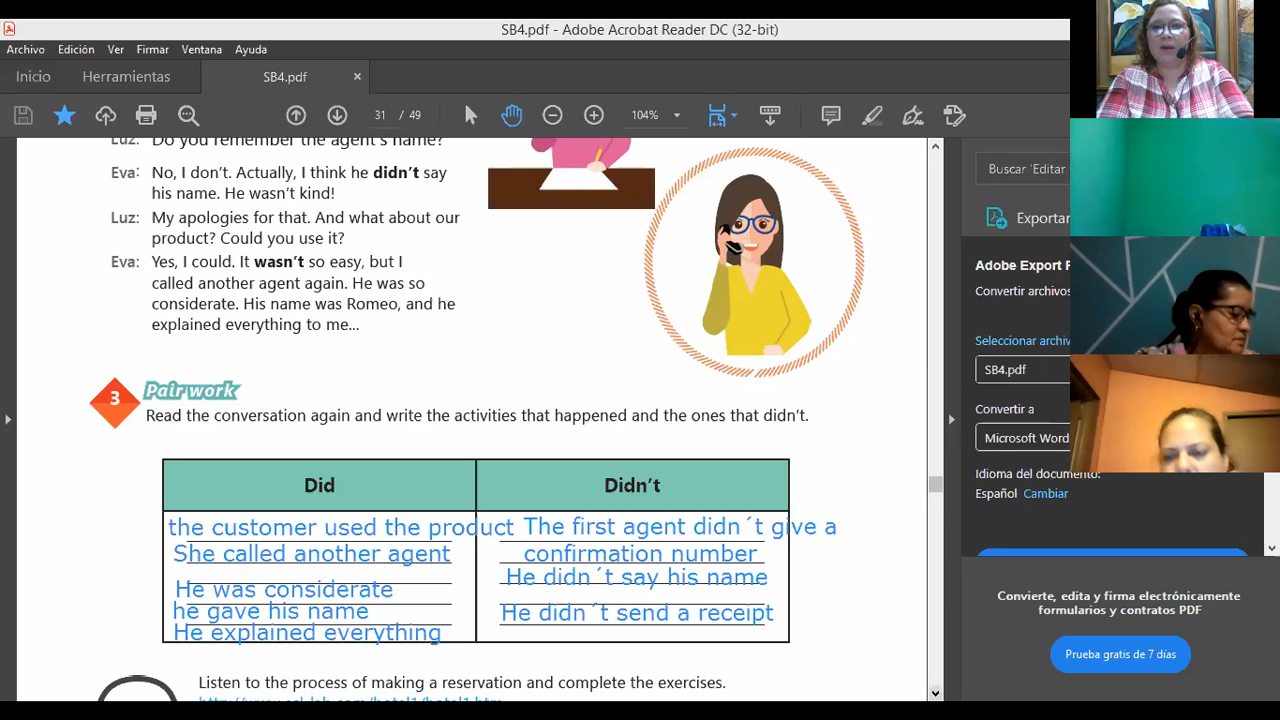 SB4.pdf - Adobe Acrobat Reader DC (32-bit)
Archivo Edición Ver Firmar Ventana Ayuda
Inicio Herramientas SB4.pdf ×
31 / 49 104%
Luz: Do you remember the agent's name?
Eva: No, I don't. Actually, I think he didn't say
his name. He wasn't kind!
Luz: My apologies for that. And what about our
product? Could you use it?
Eva: Yes, I could. It wasn't so easy, but I
called another agent again. He was so
considerate. His name was Romeo, and he
explained everything to me...
3 Pair work
Read the conversation again and write the activities that happened and the ones that didn't.
Did Didn't
the customer used the product The first agent didn´t give a
She called another agent confirmation number
He didn´t say his name
He was considerate
he gave his name He didn´t send a receipt
He explained everything
Listen to the process of making a reservation and complete the exercises.
Buscar 'Editar
Exportar
Adobe Export
Convertir archivos
Seleccionar archi
SB4.pdf
Convertir a
Microsoft Word
Idioma del documento:
Español Cambiar
Convierte, edita y firma electrónicamente
formularios y contratos PDF
Prueba gratis de 7 días